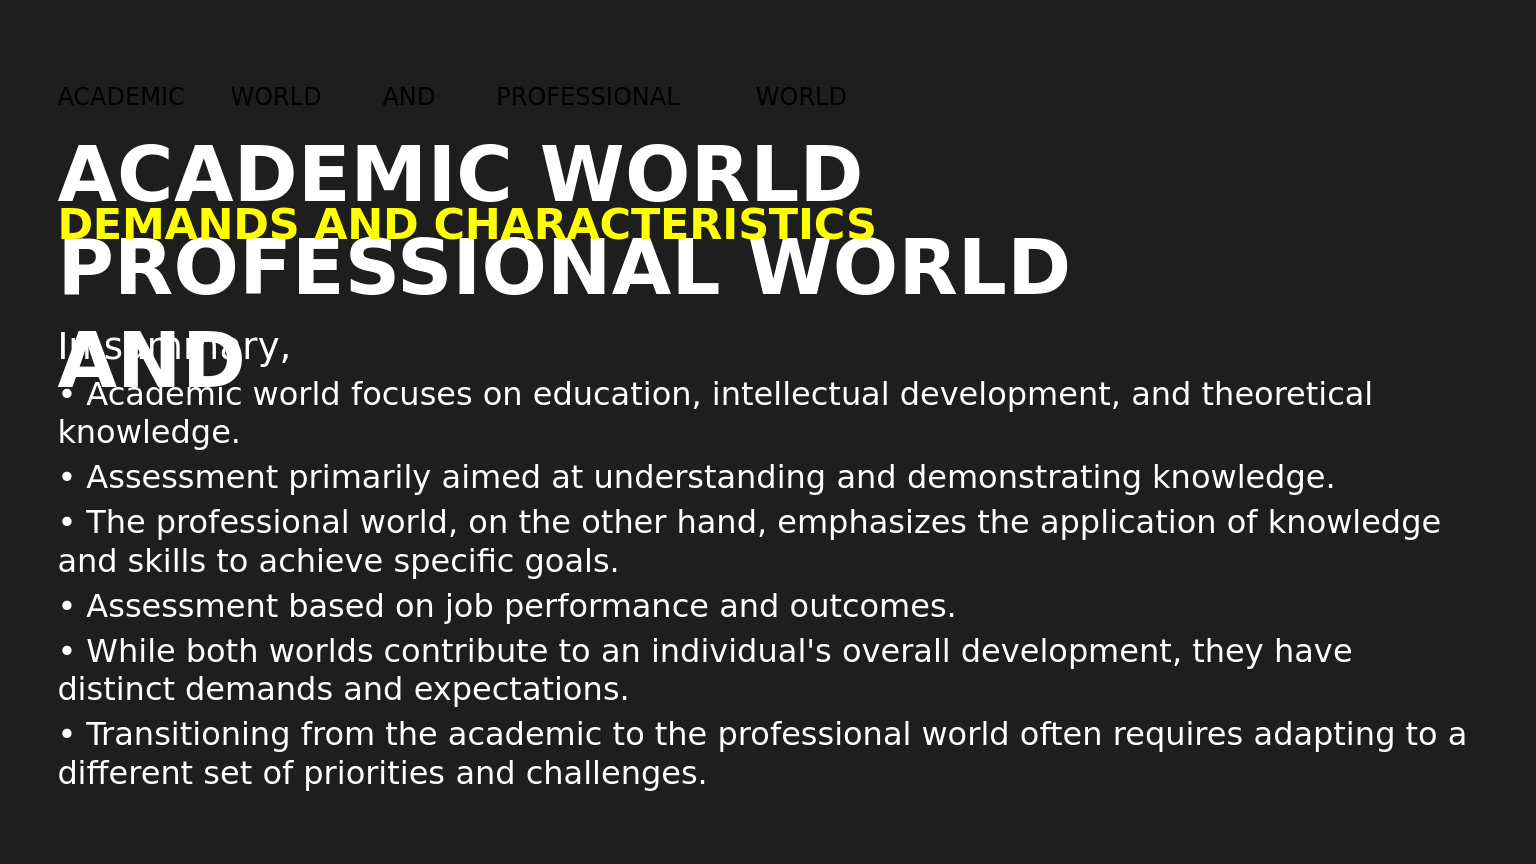 ACADEMIC WORLD AND PROFESSIONAL WORLD
ACADEMIC WORLD
DEMANDS AND CHARACTERISTICS
PROFESSIONAL WORLD
AND
In summary,
• Academic world focuses on education, intellectual development, and theoretical
knowledge.
• Assessment primarily aimed at understanding and demonstrating knowledge.
• The professional world, on the other hand, emphasizes the application of knowledge
and skills to achieve specific goals.
• Assessment based on job performance and outcomes.
• While both worlds contribute to an individual's overall development, they have
distinct demands and expectations.
• Transitioning from the academic to the professional world often requires adapting to a
different set of priorities and challenges.